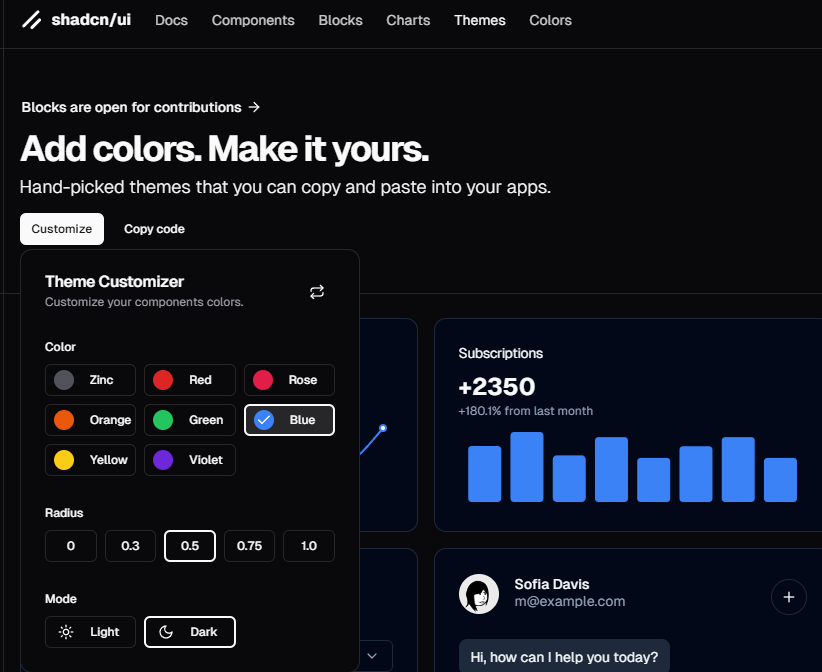 shadcn/ui Docs Components Blocks Charts Themes Colors
Blocks are open for contributions →
Add colors. Make it yours.
Hand-picked themes that you can copy and paste into your apps.
Customize Copy code
Theme Customizer
Customize your components colors.
Color
Zinc Red Rose
Orange Green Blue
Yellow Violet
Radius
0 0.3 0.5 0.75 1.0
Mode
Light Dark
Subscriptions
+2350
+180.1% from last month
Sofia Davis
m@example.com
Hi, how can I help you today?